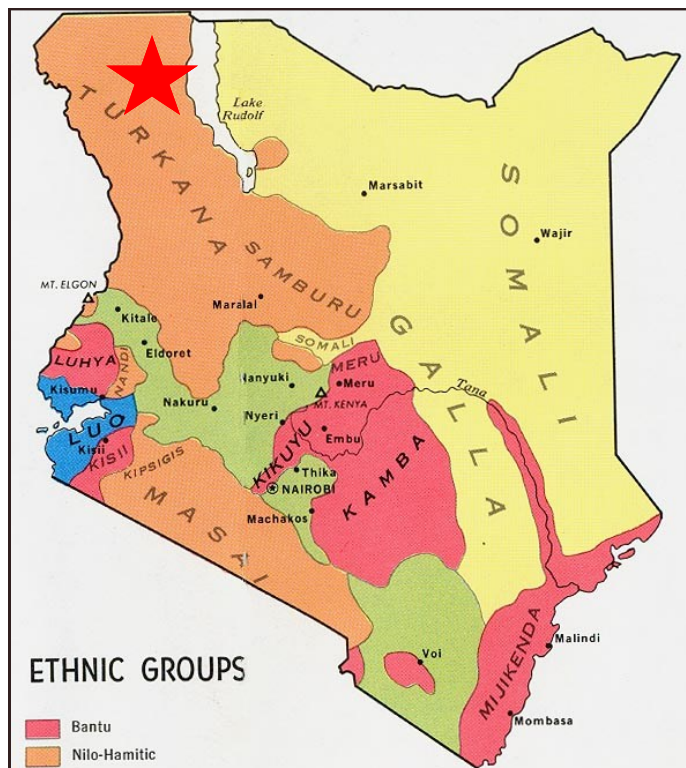 Lake
Rudolf
TURKANA
Marsabit
SOMALI
Wajir
SAMBURU
MT. ELGON
Maralal
Kitale
GALLA
SOMALI
Eldoret
LUHYA
NANDI
MERU
Nanyuki
Meru
Tana
Kisumu
MT. KENYA
Nakuru
Nyeri
LUO
Embu
Kisii
KISII
KIKUYU
KAMBA
KIPSIGIS
Thika
NAIROBI
MASAI
Machakos
Voi
Malindi
MIJIKENDA
Mombasa
ETHNIC GROUPS
Bantu
Nilo-Hamitic